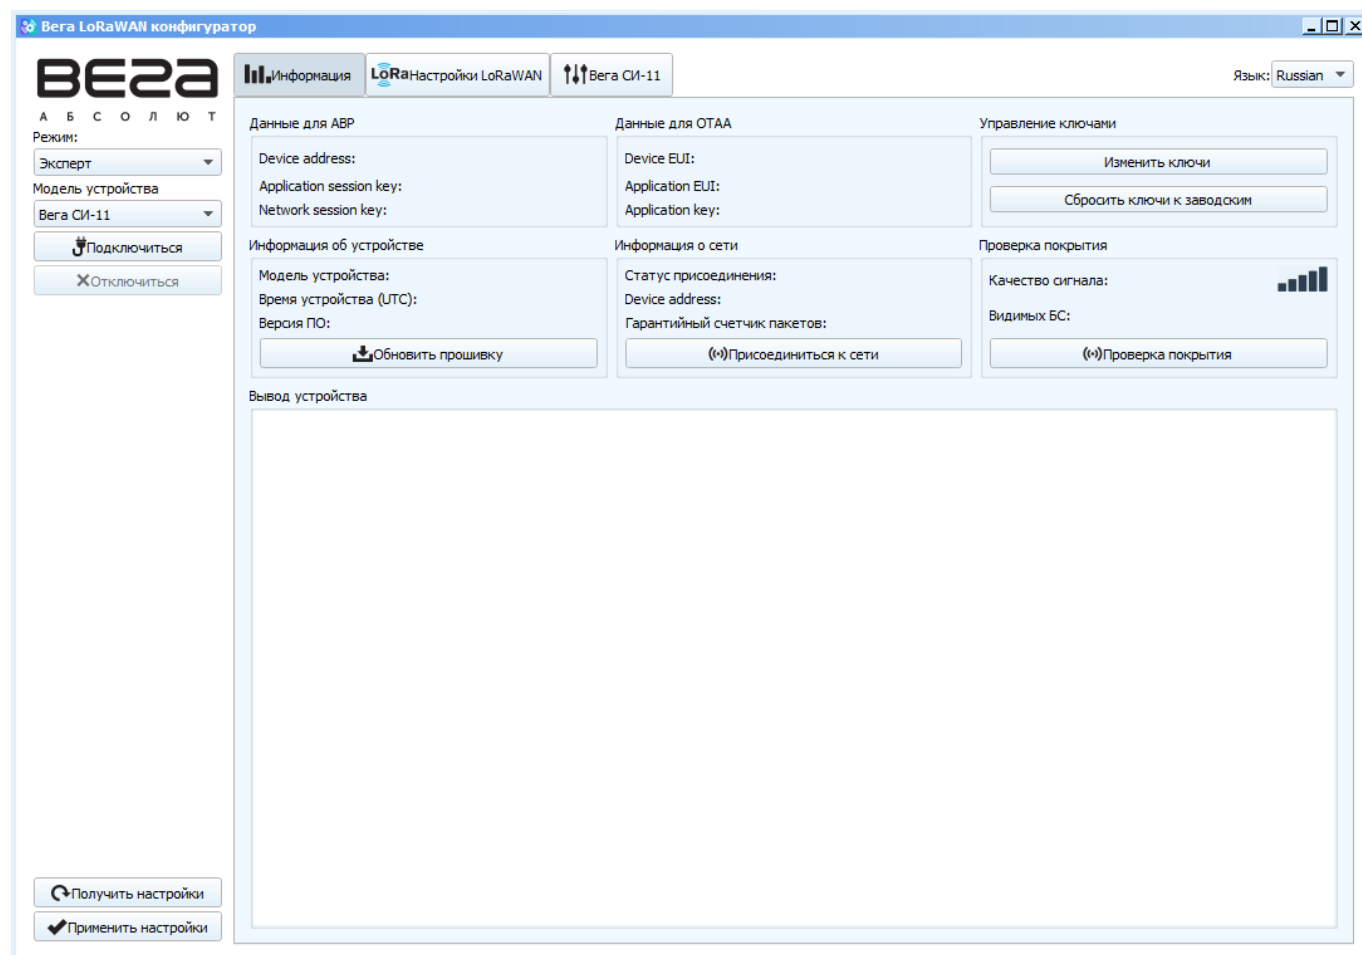 Вега LoRaWAN конфигуратор
ВЕГА
АБСОЛЮТ
Режим:
Эксперт
Модель устройства
Вега СИ-11
Подключиться
Отключиться
Получить настройки
Применить настройки
Информация
LoRa Настройки LoRaWAN
Вега СИ-11
Язык: Russian
Данные для ABP
Device address:
Application session key:
Network session key:
Данные для OTAA
Device EUI:
Application EUI:
Application key:
Управление ключами
Изменить ключи
Сбросить ключи к заводским
Информация об устройстве
Модель устройства:
Время устройства (UTC):
Версия ПО:
Обновить прошивку
Информация о сети
Статус присоединения:
Device address:
Гарантийный счетчик пакетов:
Присоединиться к сети
Проверка покрытия
Качество сигнала:
Видимых БС:
Проверка покрытия
Вывод устройства